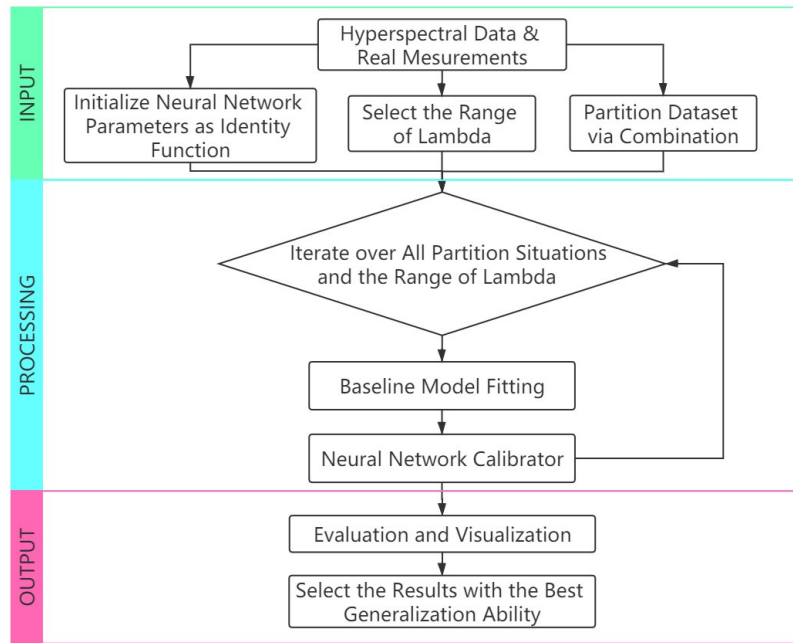 INPUT
Hyperspectral Data &
Real Mesurements
Initialize Neural Network
Parameters as Identity
Function
Select the Range
of Lambda
Partition Dataset
via Combination
PROCESSING
Iterate over All Partition Situations
and the Range of Lambda
Baseline Model Fitting
Neural Network Calibrator
OUTPUT
Evaluation and Visualization
Select the Results with the Best
Generalization Ability